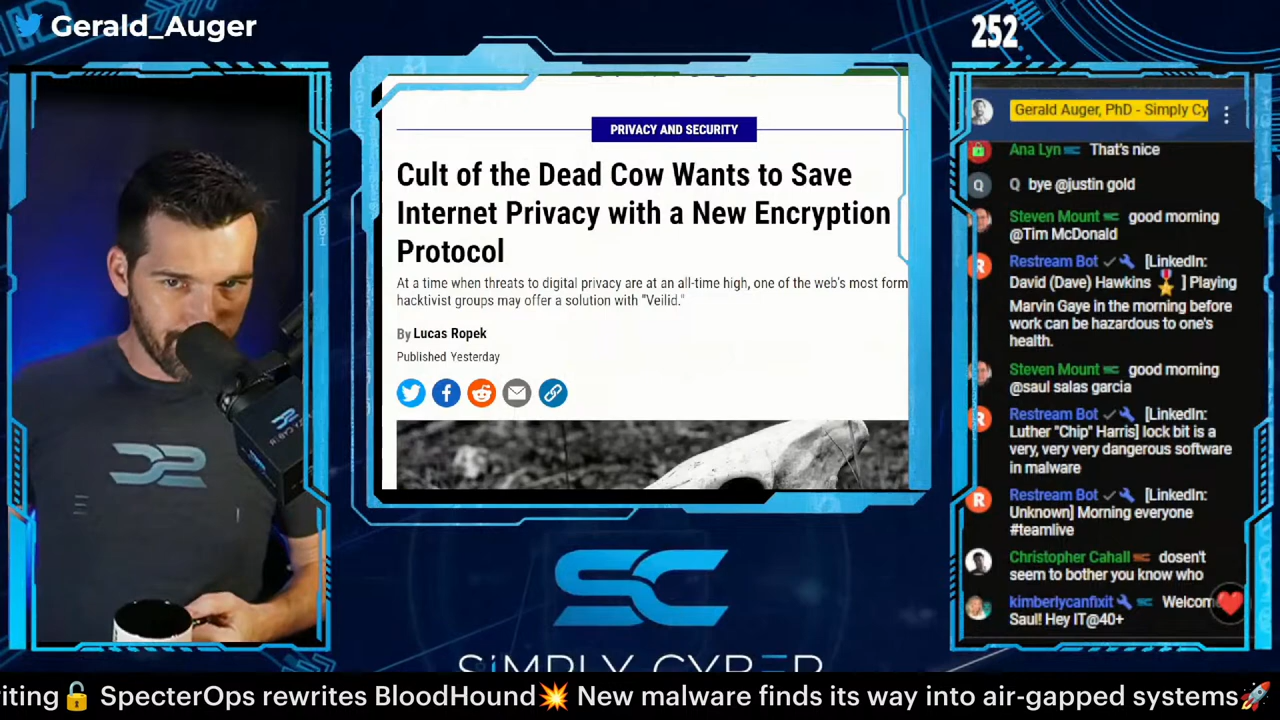 Gerald_Auger
252
PRIVACY AND SECURITY
Cult of the Dead Cow Wants to Save
Internet Privacy with a New Encryption
Protocol
At a time when threats to digital privacy are at an all-time high, one of the web's most form
hacktivist groups may offer a solution with "Veilid."
By Lucas Ropek
Published Yesterday
Gerald Auger, PhD - Simply Cy
Ana Lyn That's nice
Q Q bye @justin gold
Steven Mount good morning
@Tim McDonald
Restream Bot [LinkedIn:
David (Dave) Hawkins 🎖️ ] Playing
Marvin Gaye in the morning before
work can be hazardous to one's
health.
Steven Mount good morning
@saul salas garcia
Restream Bot [LinkedIn:
Luther "Chip" Harris] lock bit is a
very, very very dangerous software
in malware
Restream Bot [LinkedIn:
Unknown] Morning everyone
#teamlive
Christopher Cahall dosen't
seem to bother you know who
kimberlycanfixit Welcom
Saul! Hey IT@40+
SC
SIMPLY CYBER
iting🔓 SpecterOps rewrites BloodHound💥 New malware finds its way into air-gapped systems🚀